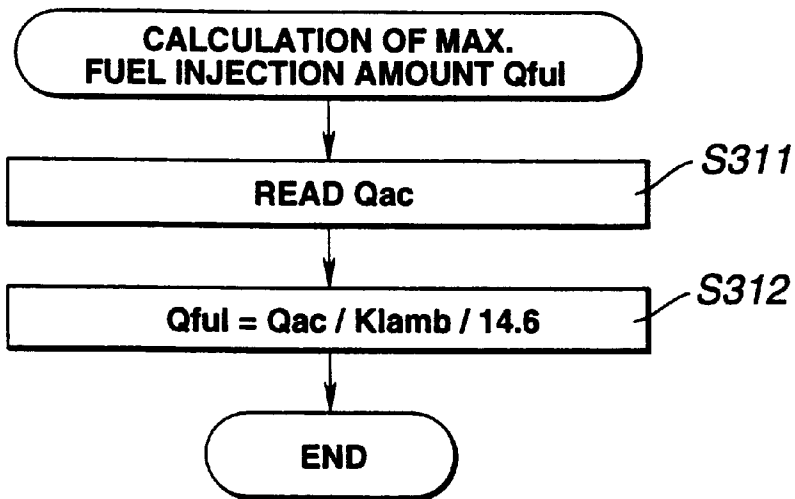 CALCULATION OF MAX.
FUEL INJECTION AMOUNT Qful
S311
READ Qac
S312
Qful = Qac / Klamb / 14.6
END